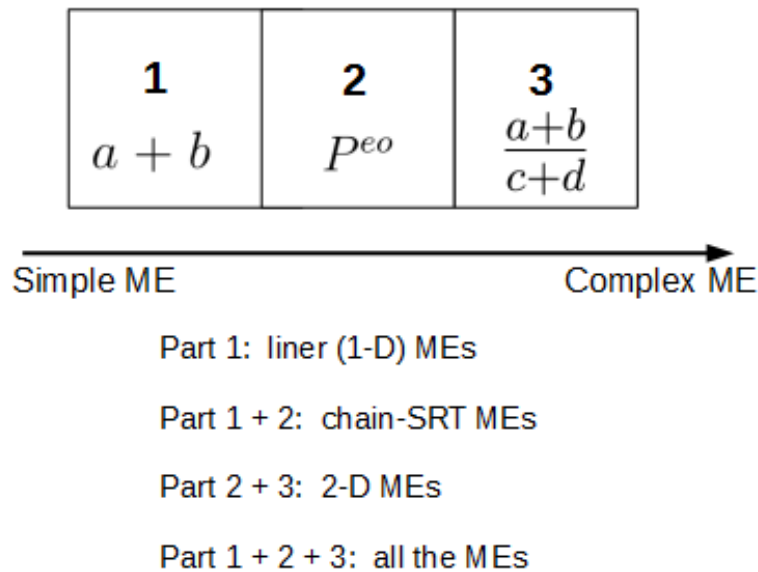 1 2 3
a + b P^{eo} \frac{a+b}{c+d}
Simple ME Complex ME
Part 1: liner (1-D) MEs
Part 1 + 2: chain-SRT MEs
Part 2 + 3: 2-D MEs
Part 1 + 2 + 3: all the MEs